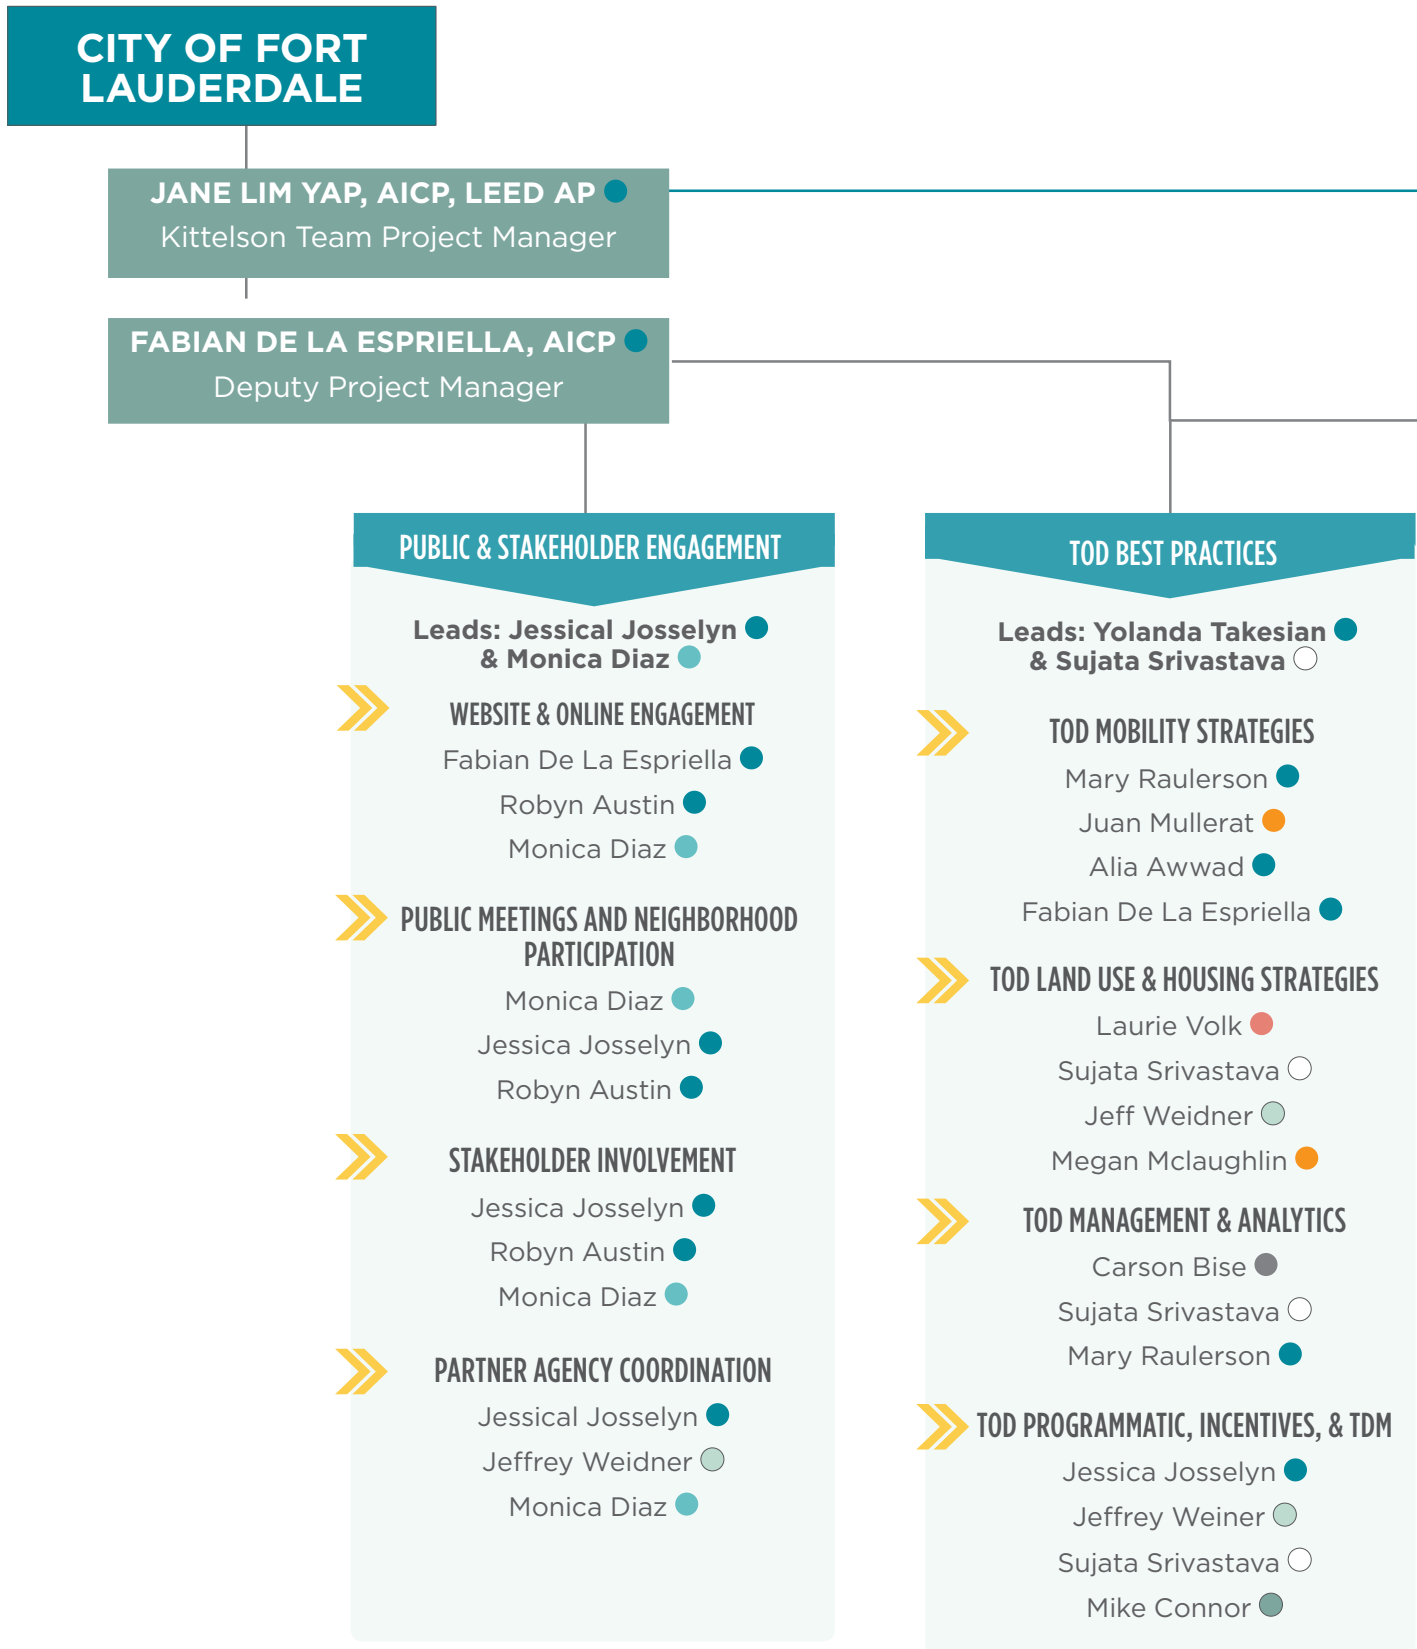 CITY OF FORT
LAUDERDALE
JANE LIM YAP, AICP, LEED AP
Kittelson Team Project Manager
FABIAN DE LA ESPRIELLA, AICP
Deputy Project Manager
PUBLIC & STAKEHOLDER ENGAGEMENT
Leads: Jessical Josselyn
& Monica Diaz
WEBSITE & ONLINE ENGAGEMENT
Fabian De La Espriella
Robyn Austin
Monica Diaz
PUBLIC MEETINGS AND NEIGHBORHOOD
PARTICIPATION
Monica Diaz
Jessica Josselyn
Robyn Austin
STAKEHOLDER INVOLVEMENT
Jessica Josselyn
Robyn Austin
Monica Diaz
PARTNER AGENCY COORDINATION
Jessical Josselyn
Jeffrey Weidner
Monica Diaz
TOD BEST PRACTICES
Leads: Yolanda Takesian
& Sujata Srivastava
TOD MOBILITY STRATEGIES
Mary Raulerson
Juan Mullerat
Alia Awwad
Fabian De La Espriella
TOD LAND USE & HOUSING STRATEGIES
Laurie Volk
Sujata Srivastava
Jeff Weidner
Megan Mclaughlin
TOD MANAGEMENT & ANALYTICS
Carson Bise
Sujata Srivastava
Mary Raulerson
TOD PROGRAMMATIC, INCENTIVES, & TDM
Jessica Josselyn
Jeffrey Weiner
Sujata Srivastava
Mike Connor